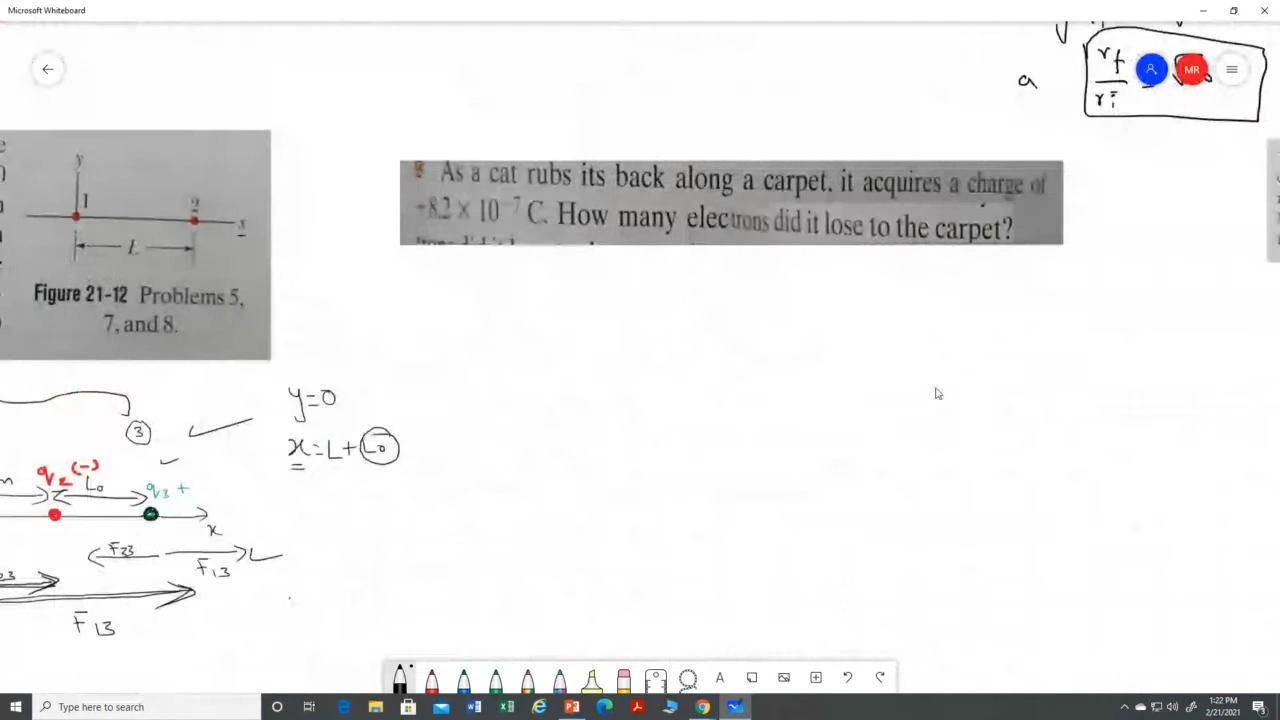 Microsoft Whiteboard
rf
ri
MR
a
y
1
2
x
L
Figure 21-12 Problems 5,
7, and 8.
As a cat rubs its back along a carpet, it acquires a charge of
+8.2 × 10⁻⁷ C. How many electrons did it lose to the carpet?
y=0
x=L+L0
3
q2 (-)
L0
q3 +
x
F23
F13
F13
A
Type here to search
1:22 PM
2/21/2021
3